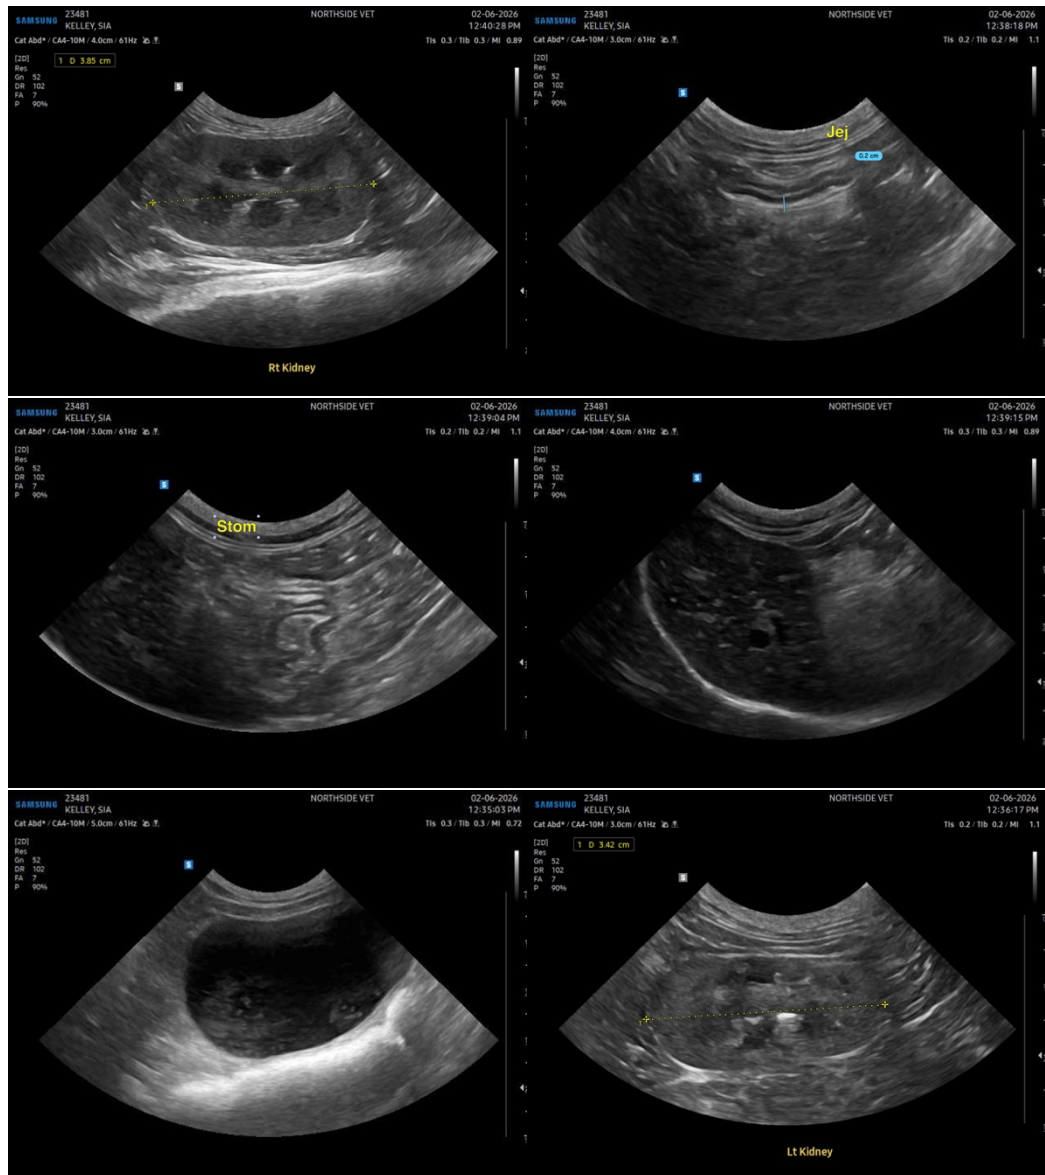 SAMSUNG
23481
KELLEY, SIA
NORTHSIDE VET
02-06-2026
12:40:28 PM
Cat Abd* / CA4-10M / 4.0cm / 61Hz
Tis 0.3 / Tib 0.3 / MI 0.89
[2D]
Res
Gn 52
DR 102
FA 7
P 90%
1 D 3.85 cm
S
Rt Kidney
SAMSUNG
23481
KELLEY, SIA
NORTHSIDE VET
02-06-2026
12:38:18 PM
Cat Abd* / CA4-10M / 3.0cm / 61Hz
Tis 0.2 / Tib 0.2 / MI 1.1
[2D]
Res
Gn 52
DR 102
FA 7
P 90%
S
Jej
0.2 cm
SAMSUNG
23481
KELLEY, SIA
NORTHSIDE VET
02-06-2026
12:39:04 PM
Cat Abd* / CA4-10M / 3.0cm / 61Hz
Tis 0.2 / Tib 0.2 / MI 1.1
[2D]
Res
Gn 52
DR 102
FA 7
P 90%
S
Stom
SAMSUNG
23481
KELLEY, SIA
NORTHSIDE VET
02-06-2026
12:39:15 PM
Cat Abd* / CA4-10M / 4.0cm / 61Hz
Tis 0.3 / Tib 0.3 / MI 0.89
[2D]
Res
Gn 52
DR 102
FA 7
P 90%
S
SAMSUNG
23481
KELLEY, SIA
NORTHSIDE VET
02-06-2026
12:35:03 PM
Cat Abd* / CA4-10M / 5.0cm / 61Hz
Tis 0.3 / Tib 0.3 / MI 0.72
[2D]
Res
Gn 52
DR 102
FA 7
P 90%
S
SAMSUNG
23481
KELLEY, SIA
NORTHSIDE VET
02-06-2026
12:36:17 PM
Cat Abd* / CA4-10M / 3.0cm / 61Hz
Tis 0.2 / Tib 0.2 / MI 1.1
[2D]
Res
Gn 52
DR 102
FA 7
P 90%
1 D 3.42 cm
S
Lt Kidney